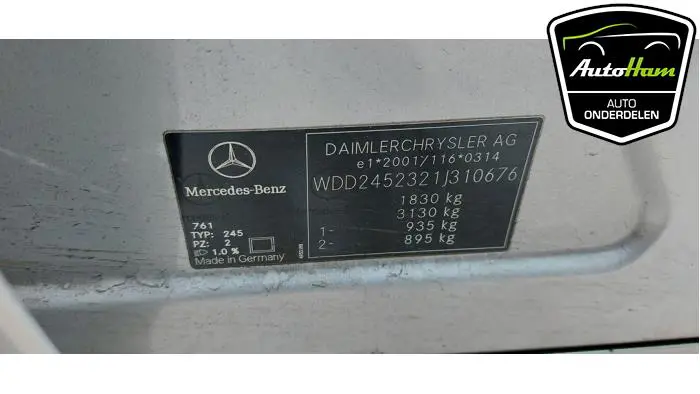 AutoHam
AUTO
ONDERDELEN
DAIMLERCHRYSLER AG
e1*2001/116*0314
WDD2452321J310676
1830 kg
3130 kg
1- 935 kg
2- 895 kg
Mercedes-Benz
761
TYP: 245
PZ: 2
1.0 %
Made in Germany